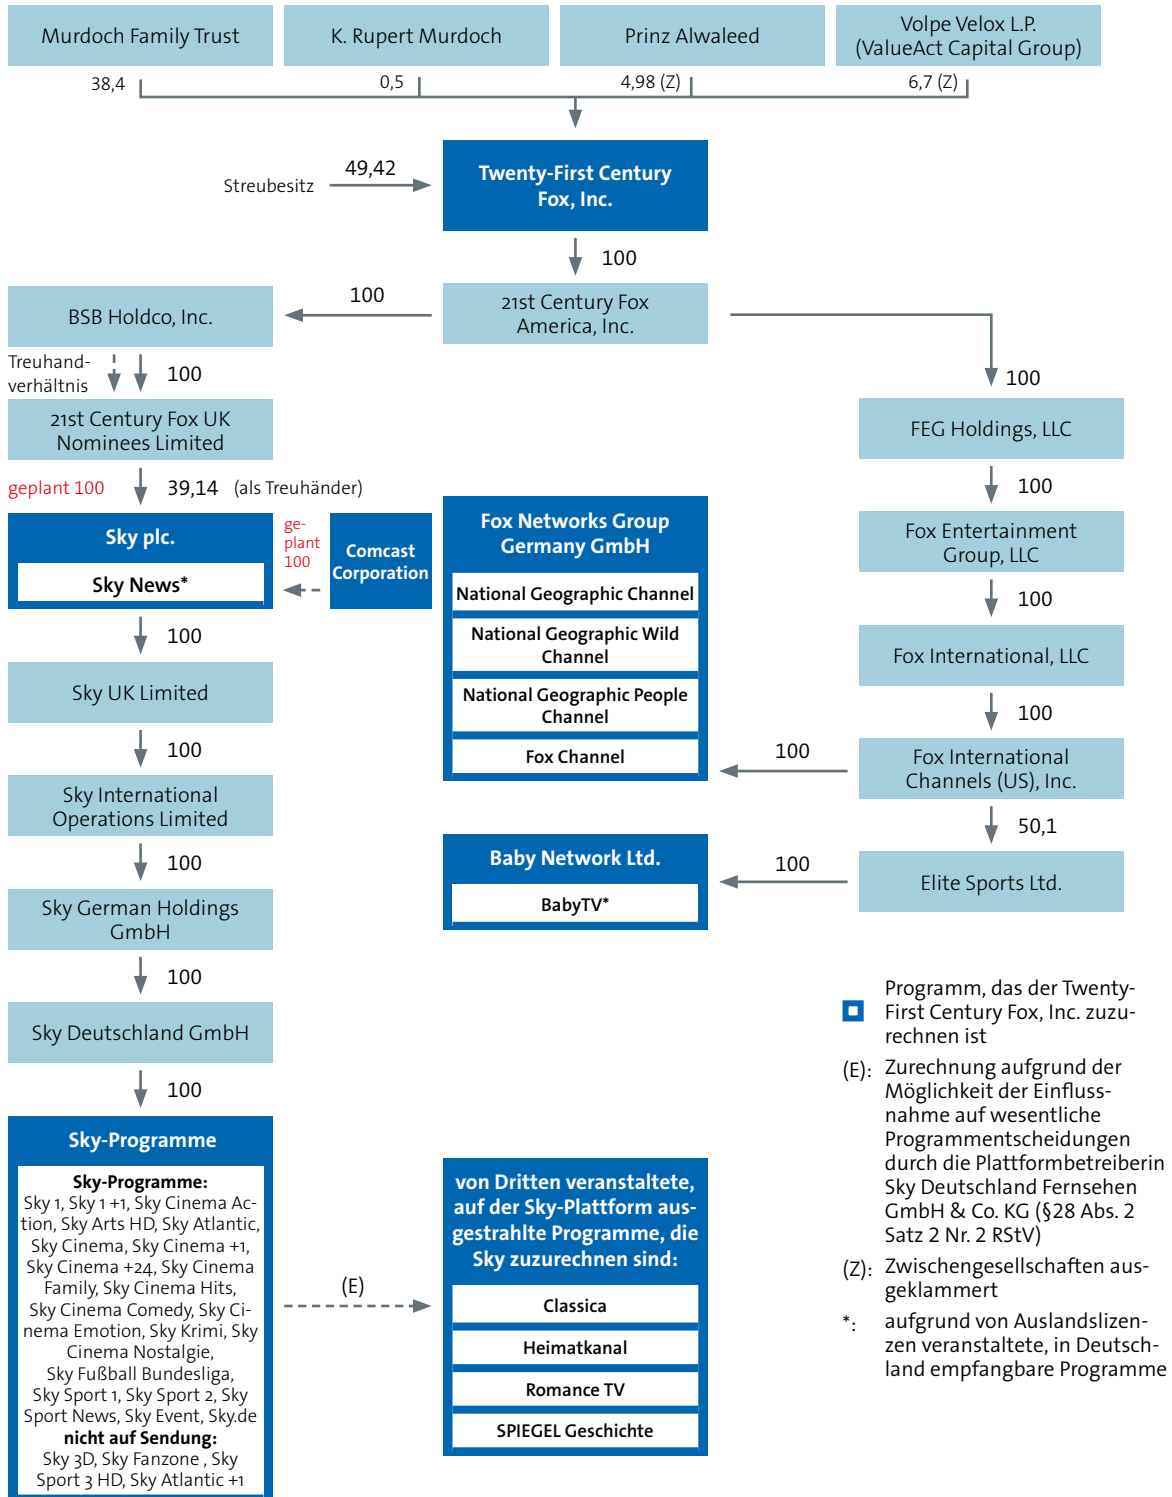 Murdoch Family Trust
K. Rupert Murdoch
Prinz Alwaleed
Volpe Velox L.P.
(ValueAct Capital Group)
38,4
0,5
4,98 (Z)
6,7 (Z)
Streubesitz
49,42
Twenty-First Century
Fox, Inc.
100
21st Century Fox
America, Inc.
100
BSB Holdco, Inc.
Treuhand-
verhältnis
100
21st Century Fox UK
Nominees Limited
geplant 100
39,14 (als Treuhänder)
Sky plc.
Sky News*
ge-
plant
100
Comcast
Corporation
100
Sky UK Limited
100
Sky International
Operations Limited
100
Sky German Holdings
GmbH
100
Sky Deutschland GmbH
100
Sky-Programme
Sky-Programme:
Sky 1, Sky 1 +1, Sky Cinema Ac-
tion, Sky Arts HD, Sky Atlantic,
Sky Cinema, Sky Cinema +1,
Sky Cinema +24, Sky Cinema
Family, Sky Cinema Hits,
Sky Cinema Comedy, Sky Ci-
nema Emotion, Sky Krimi, Sky
Cinema Nostalgie,
Sky Fußball Bundesliga,
Sky Sport 1, Sky Sport 2, Sky
Sport News, Sky Event, Sky.de
nicht auf Sendung:
Sky 3D, Sky Fanzone , Sky
Sport 3 HD, Sky Atlantic +1
(E)
von Dritten veranstaltete,
auf der Sky-Plattform aus-
gestrahlte Programme, die
Sky zuzurechnen sind:
Classica
Heimatkanal
Romance TV
SPIEGEL Geschichte
Fox Networks Group
Germany GmbH
National Geographic Channel
National Geographic Wild
Channel
National Geographic People
Channel
Fox Channel
Baby Network Ltd.
BabyTV*
100
FEG Holdings, LLC
100
Fox Entertainment
Group, LLC
100
Fox International, LLC
100
Fox International
Channels (US), Inc.
100
50,1
Elite Sports Ltd.
100
Programm, das der Twenty-
First Century Fox, Inc. zuzu-
rechnen ist
(E): Zurechnung aufgrund der
Möglichkeit der Einfluss-
nahme auf wesentliche
Programmentscheidungen
durch die Plattformbetreiberin
Sky Deutschland Fernsehen
GmbH & Co. KG (§28 Abs. 2
Satz 2 Nr. 2 RStV)
(Z): Zwischengesellschaften aus-
geklammert
*: aufgrund von Auslandslizen-
zen veranstaltete, in Deutsch-
land empfangbare Programme